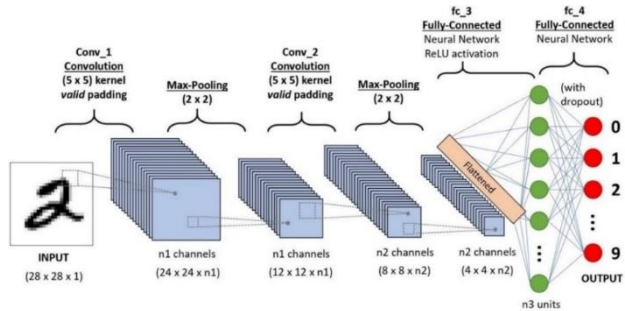 Conv_1
Convolution
(5 x 5) kernel
valid padding
Max-Pooling
(2 x 2)
Conv_2
Convolution
(5 x 5) kernel
valid padding
Max-Pooling
(2 x 2)
fc_3
Fully-Connected
Neural Network
ReLU activation
fc_4
Fully-Connected
Neural Network
(with
dropout)
Flattened
0
1
2
9
2
INPUT
(28 x 28 x 1)
n1 channels
(24 x 24 x n1)
n1 channels
(12 x 12 x n1)
n2 channels
(8 x 8 x n2)
n2 channels
(4 x 4 x n2)
n3 units
OUTPUT